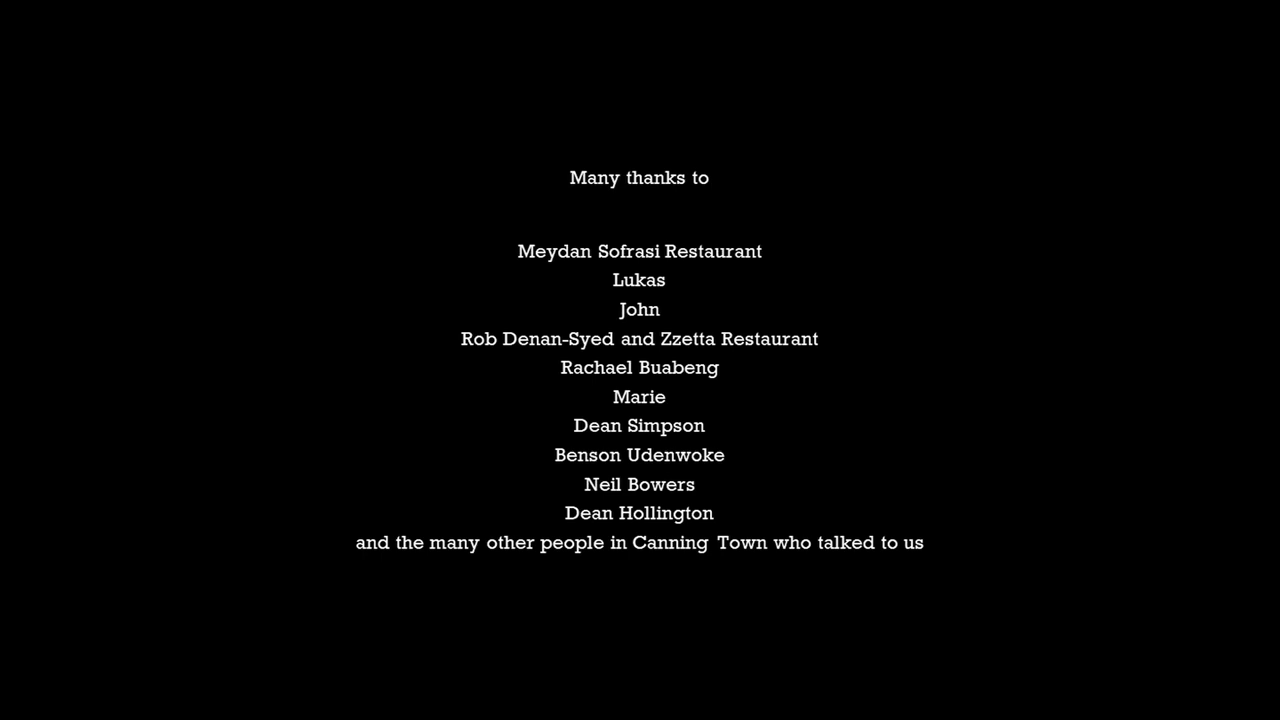 Many thanks to
Meydan Sofrasi Restaurant
Lukas
John
Rob Denan-Syed and Zzetta Restaurant
Rachael Buabeng
Marie
Dean Simpson
Benson Udenwoke
Neil Bowers
Dean Hollington
and the many other people in Canning Town who talked to us